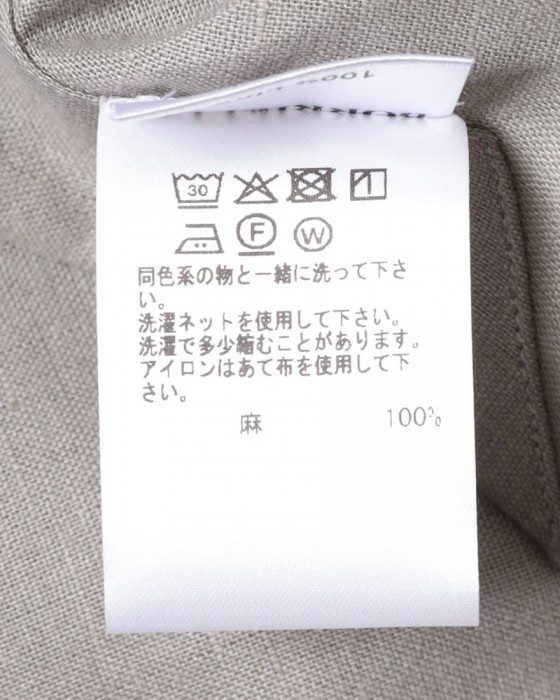 100% Line
30
F
W
同色系の物と一緒に洗って下さ
い。
洗濯ネットを使用して下さい。
洗濯で多少縮むことがあります。
アイロンはあて布を使用して下
さい。
麻 100%